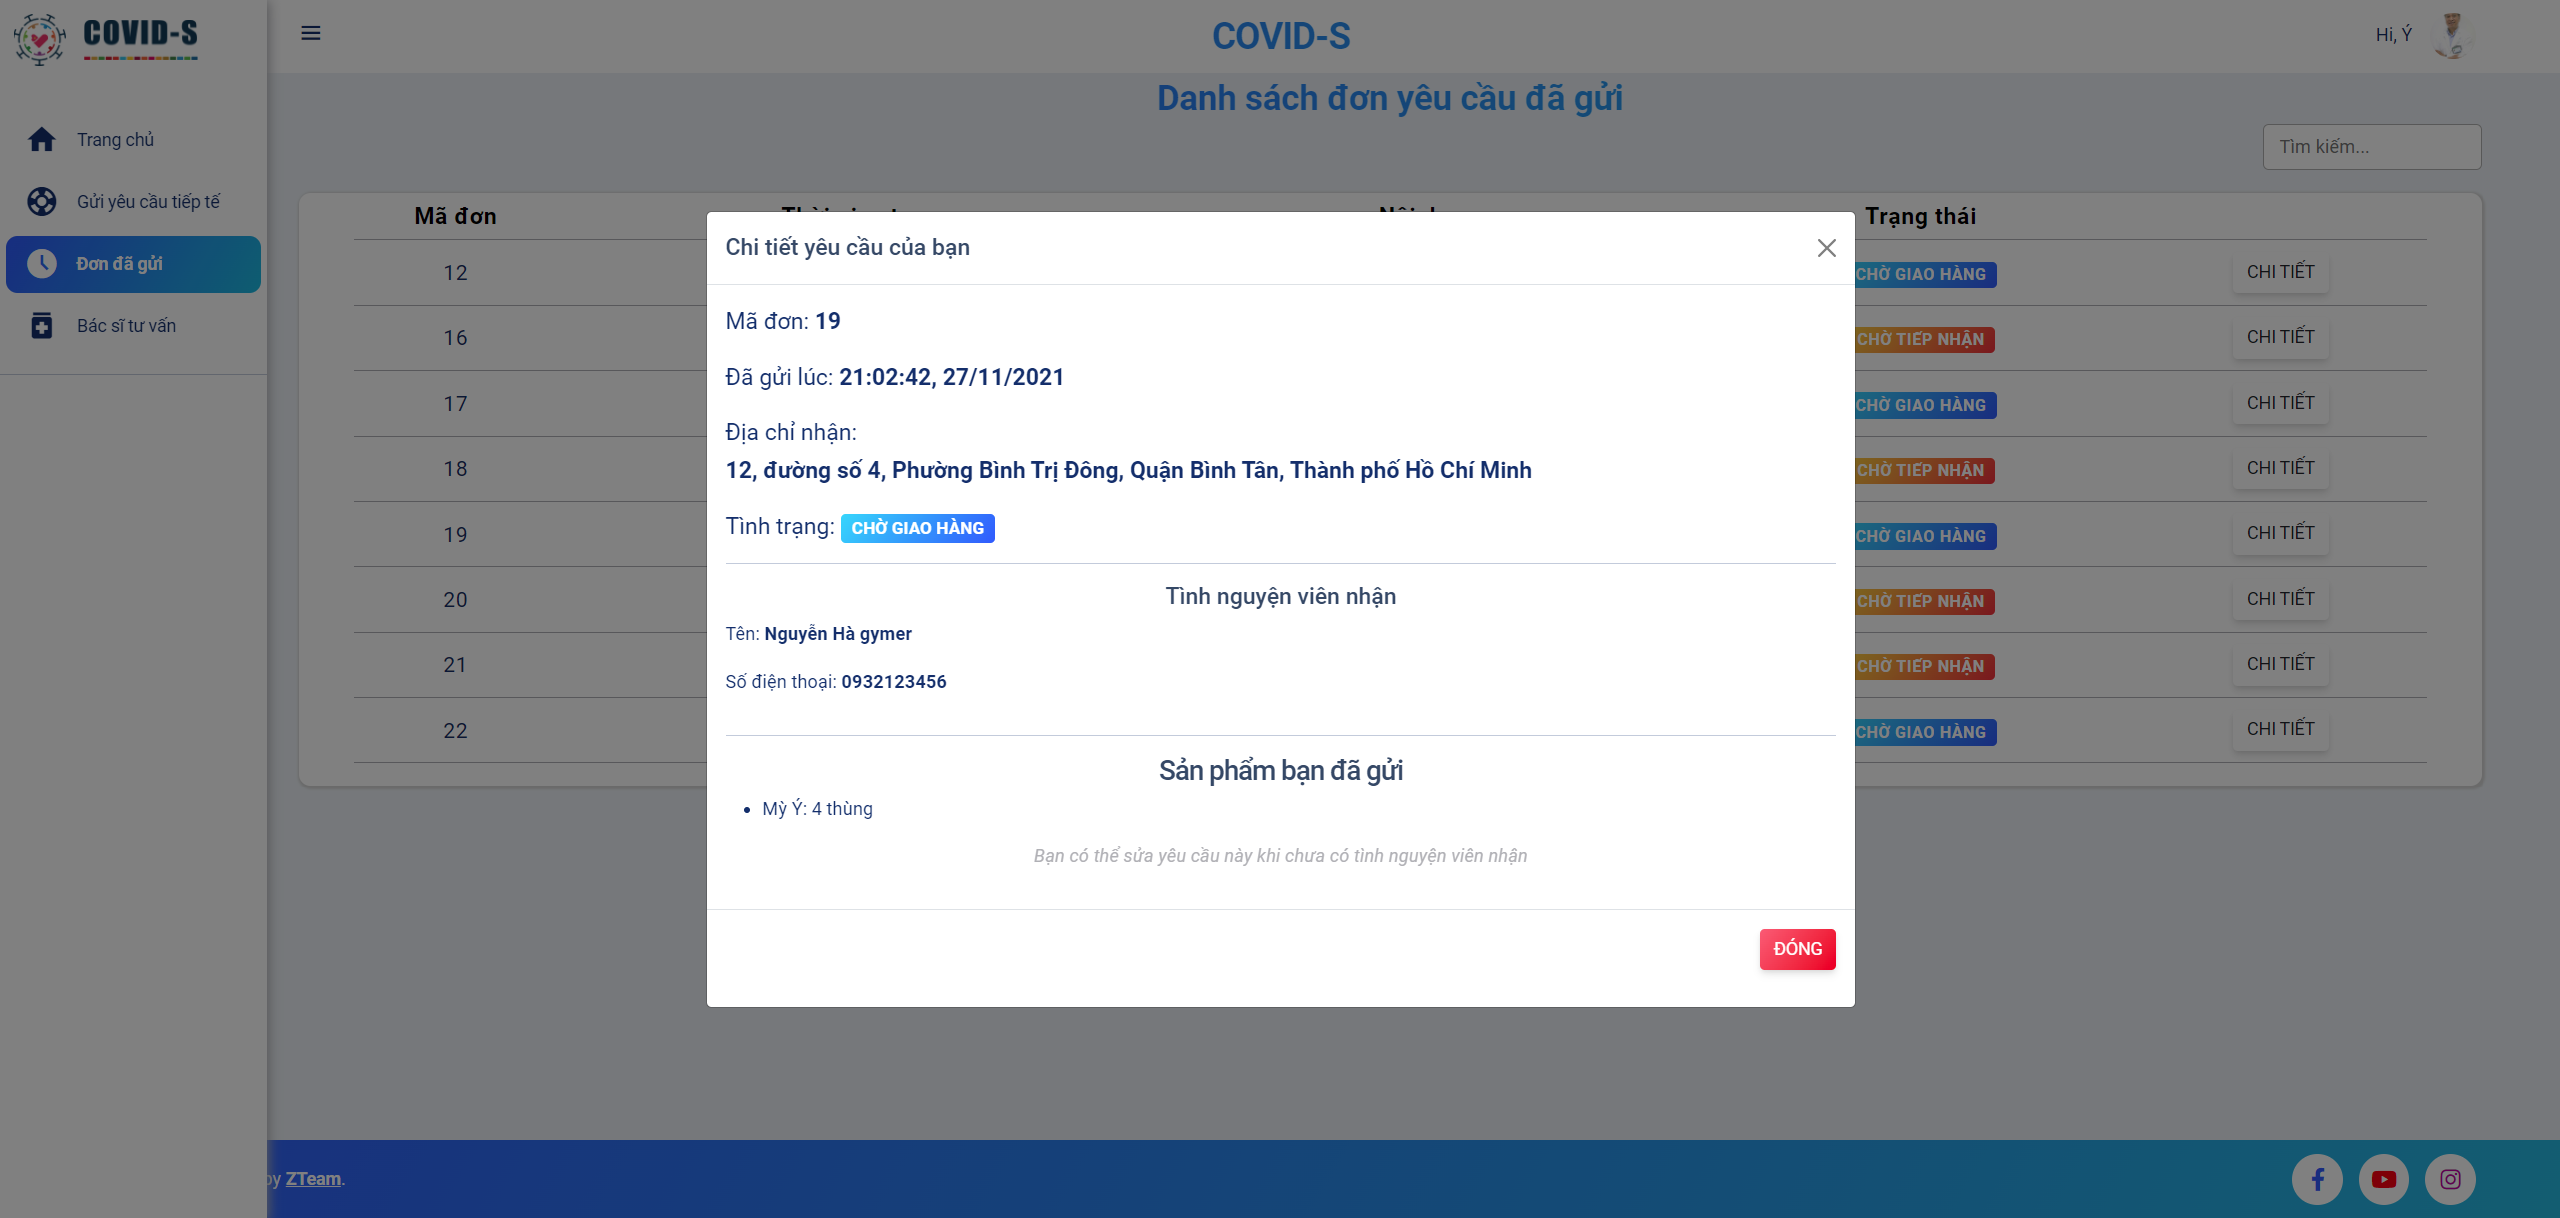 COVID-S
COVID-S
Hi, Ý
Trang chủ
Gửi yêu cầu tiếp tế
Đơn đã gửi
Bác sĩ tư vấn
Danh sách đơn yêu cầu đã gửi
Tìm kiếm...
Mã đơn
Trạng thái
12
CHỜ GIAO HÀNG
CHI TIẾT
16
CHỜ TIẾP NHẬN
CHI TIẾT
17
CHỜ GIAO HÀNG
CHI TIẾT
18
CHỜ TIẾP NHẬN
CHI TIẾT
19
CHỜ GIAO HÀNG
CHI TIẾT
20
CHỜ TIẾP NHẬN
CHI TIẾT
21
CHỜ TIẾP NHẬN
CHI TIẾT
22
CHỜ GIAO HÀNG
CHI TIẾT
Chi tiết yêu cầu của bạn
Mã đơn: 19
Đã gửi lúc: 21:02:42, 27/11/2021
Địa chỉ nhận:
12, đường số 4, Phường Bình Trị Đông, Quận Bình Tân, Thành phố Hồ Chí Minh
Tình trạng: CHỜ GIAO HÀNG
Tình nguyện viên nhận
Tên: Nguyễn Hà gymer
Số điện thoại: 0932123456
Sản phẩm bạn đã gửi
• Mỳ Ý: 4 thùng
Bạn có thể sửa yêu cầu này khi chưa có tình nguyện viên nhận
ĐÓNG
by ZTeam.